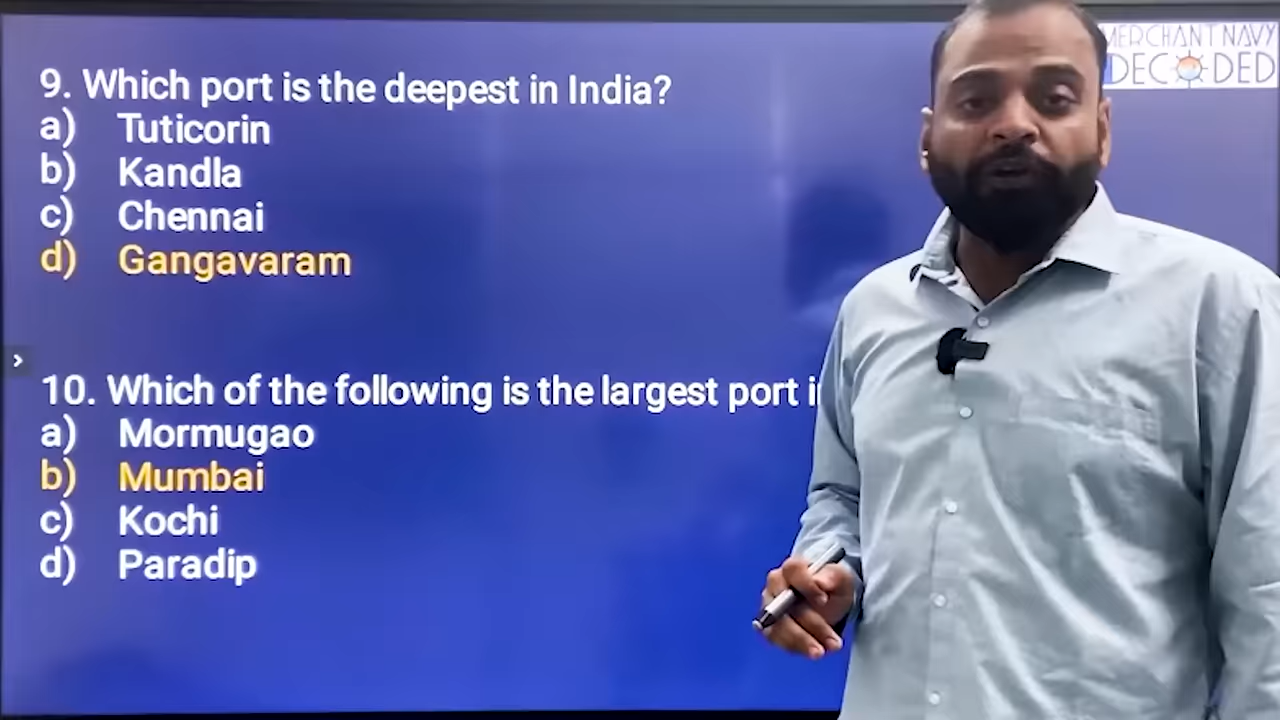 MERCHANT NAVY
DECODED
9. Which port is the deepest in India?
a) Tuticorin
b) Kandla
c) Chennai
d) Gangavaram
10. Which of the following is the largest port
a) Mormugao
b) Mumbai
c) Kochi
d) Paradip